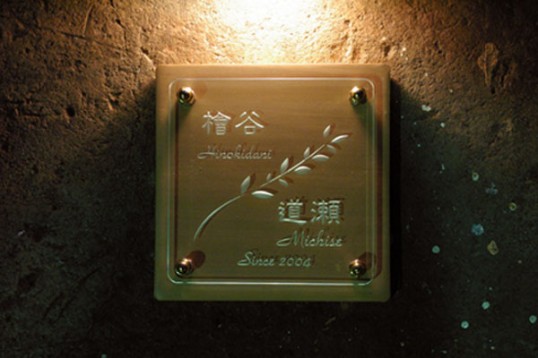 檜谷
Hinokidani
道瀬
Michise
Since 2004